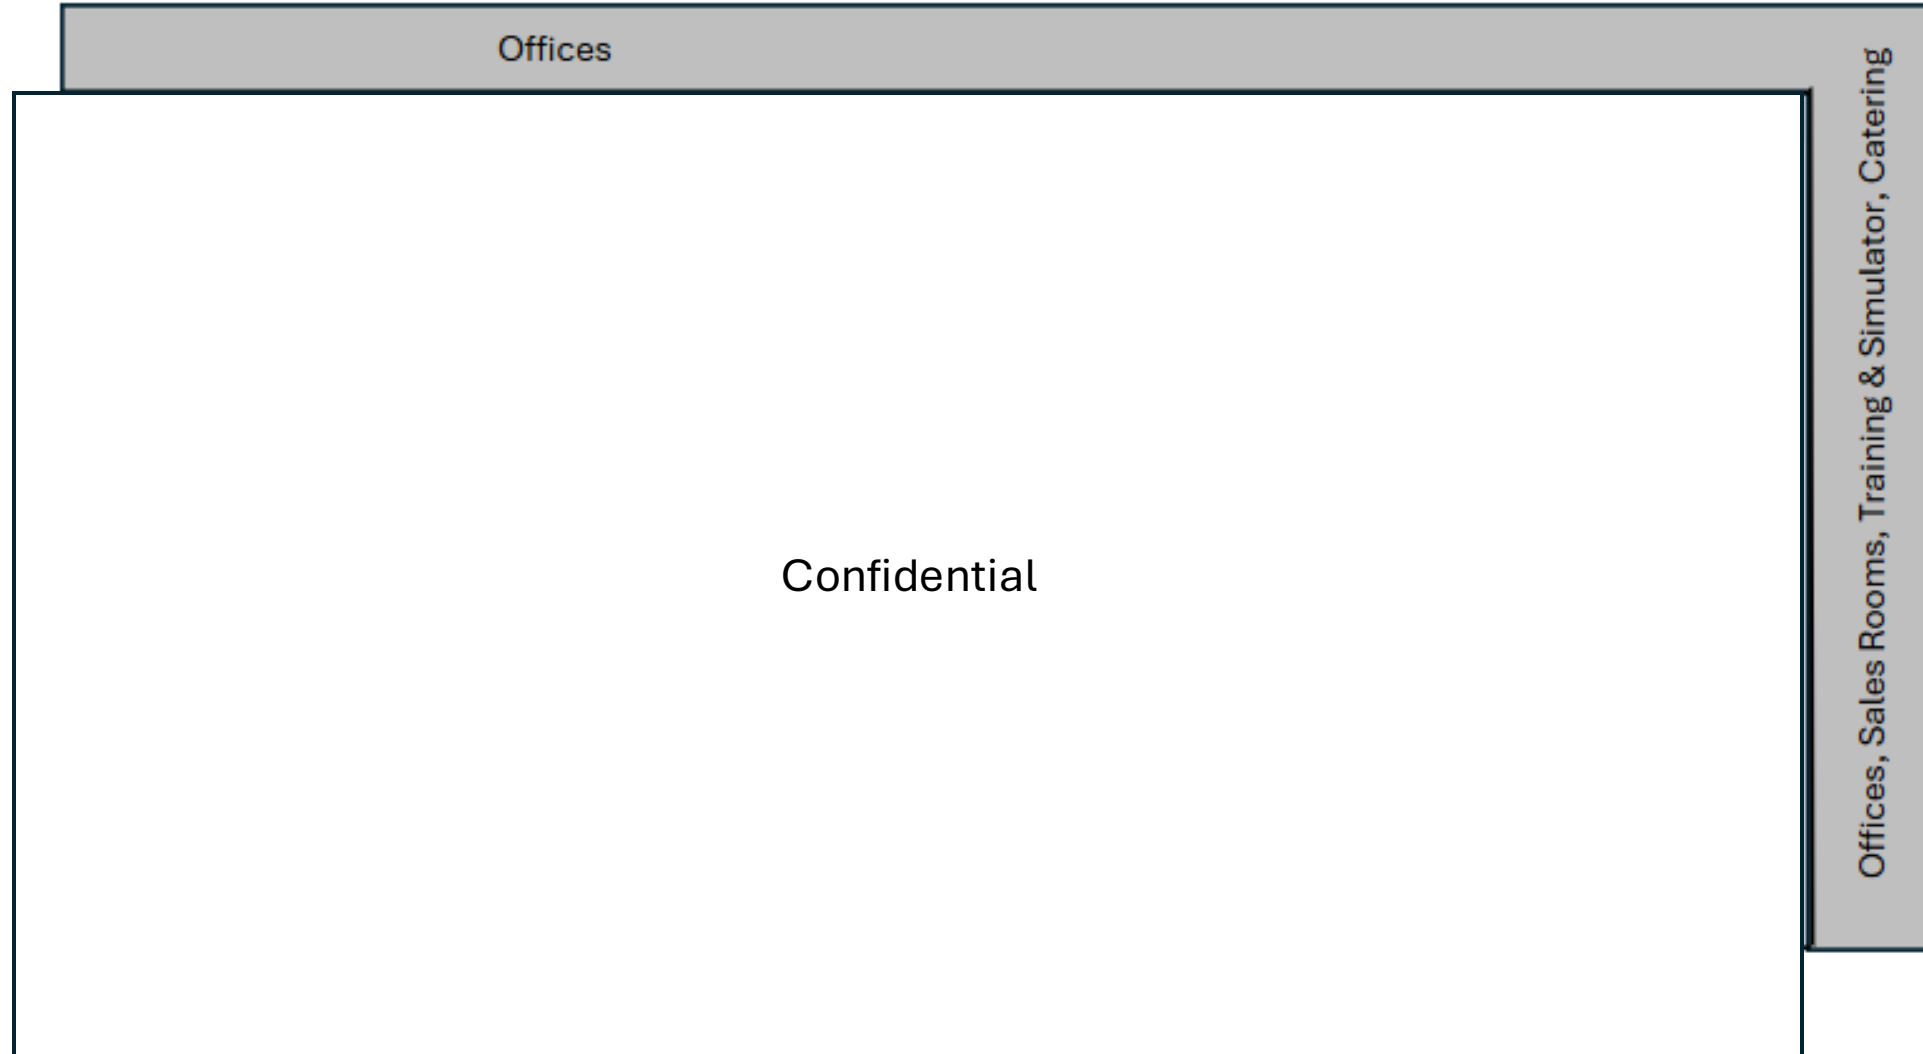 Offices
Offices, Sales Rooms, Training & Simulator, Catering
Confidential